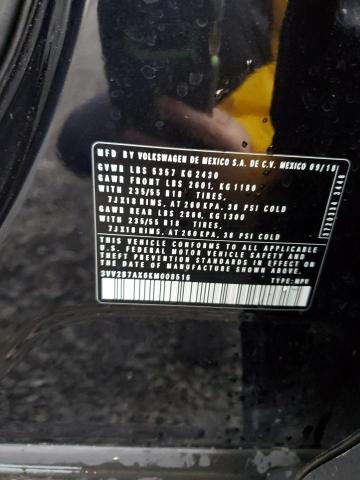 MFD BY VOLKSWAGEN DE MEXICO S.A. DE C.V. MEXICO 09/18
GVWR LBS 5357 KG 2430
GAWR FRONT LBS 2601, KG 1180
WITH 235/55 R18 TIRES,
7JX18 RIMS, AT 260 KPA, 38 PSI COLD
GAWR REAR LBS 2866, KG 1300
WITH 235/55 R18 TIRES,
7JX18 RIMS, AT 260 KPA, 38 PSI COLD
THIS VEHICLE CONFORMS TO ALL APPLICABLE
U.S. FEDERAL MOTOR VEHICLE SAFETY AND
THEFT PREVENTION STANDARDS IN EFFECT ON
THE DATE OF MANUFACTURE SHOWN ABOVE
3VV2B7AX6KM008516 TYPE: MPV